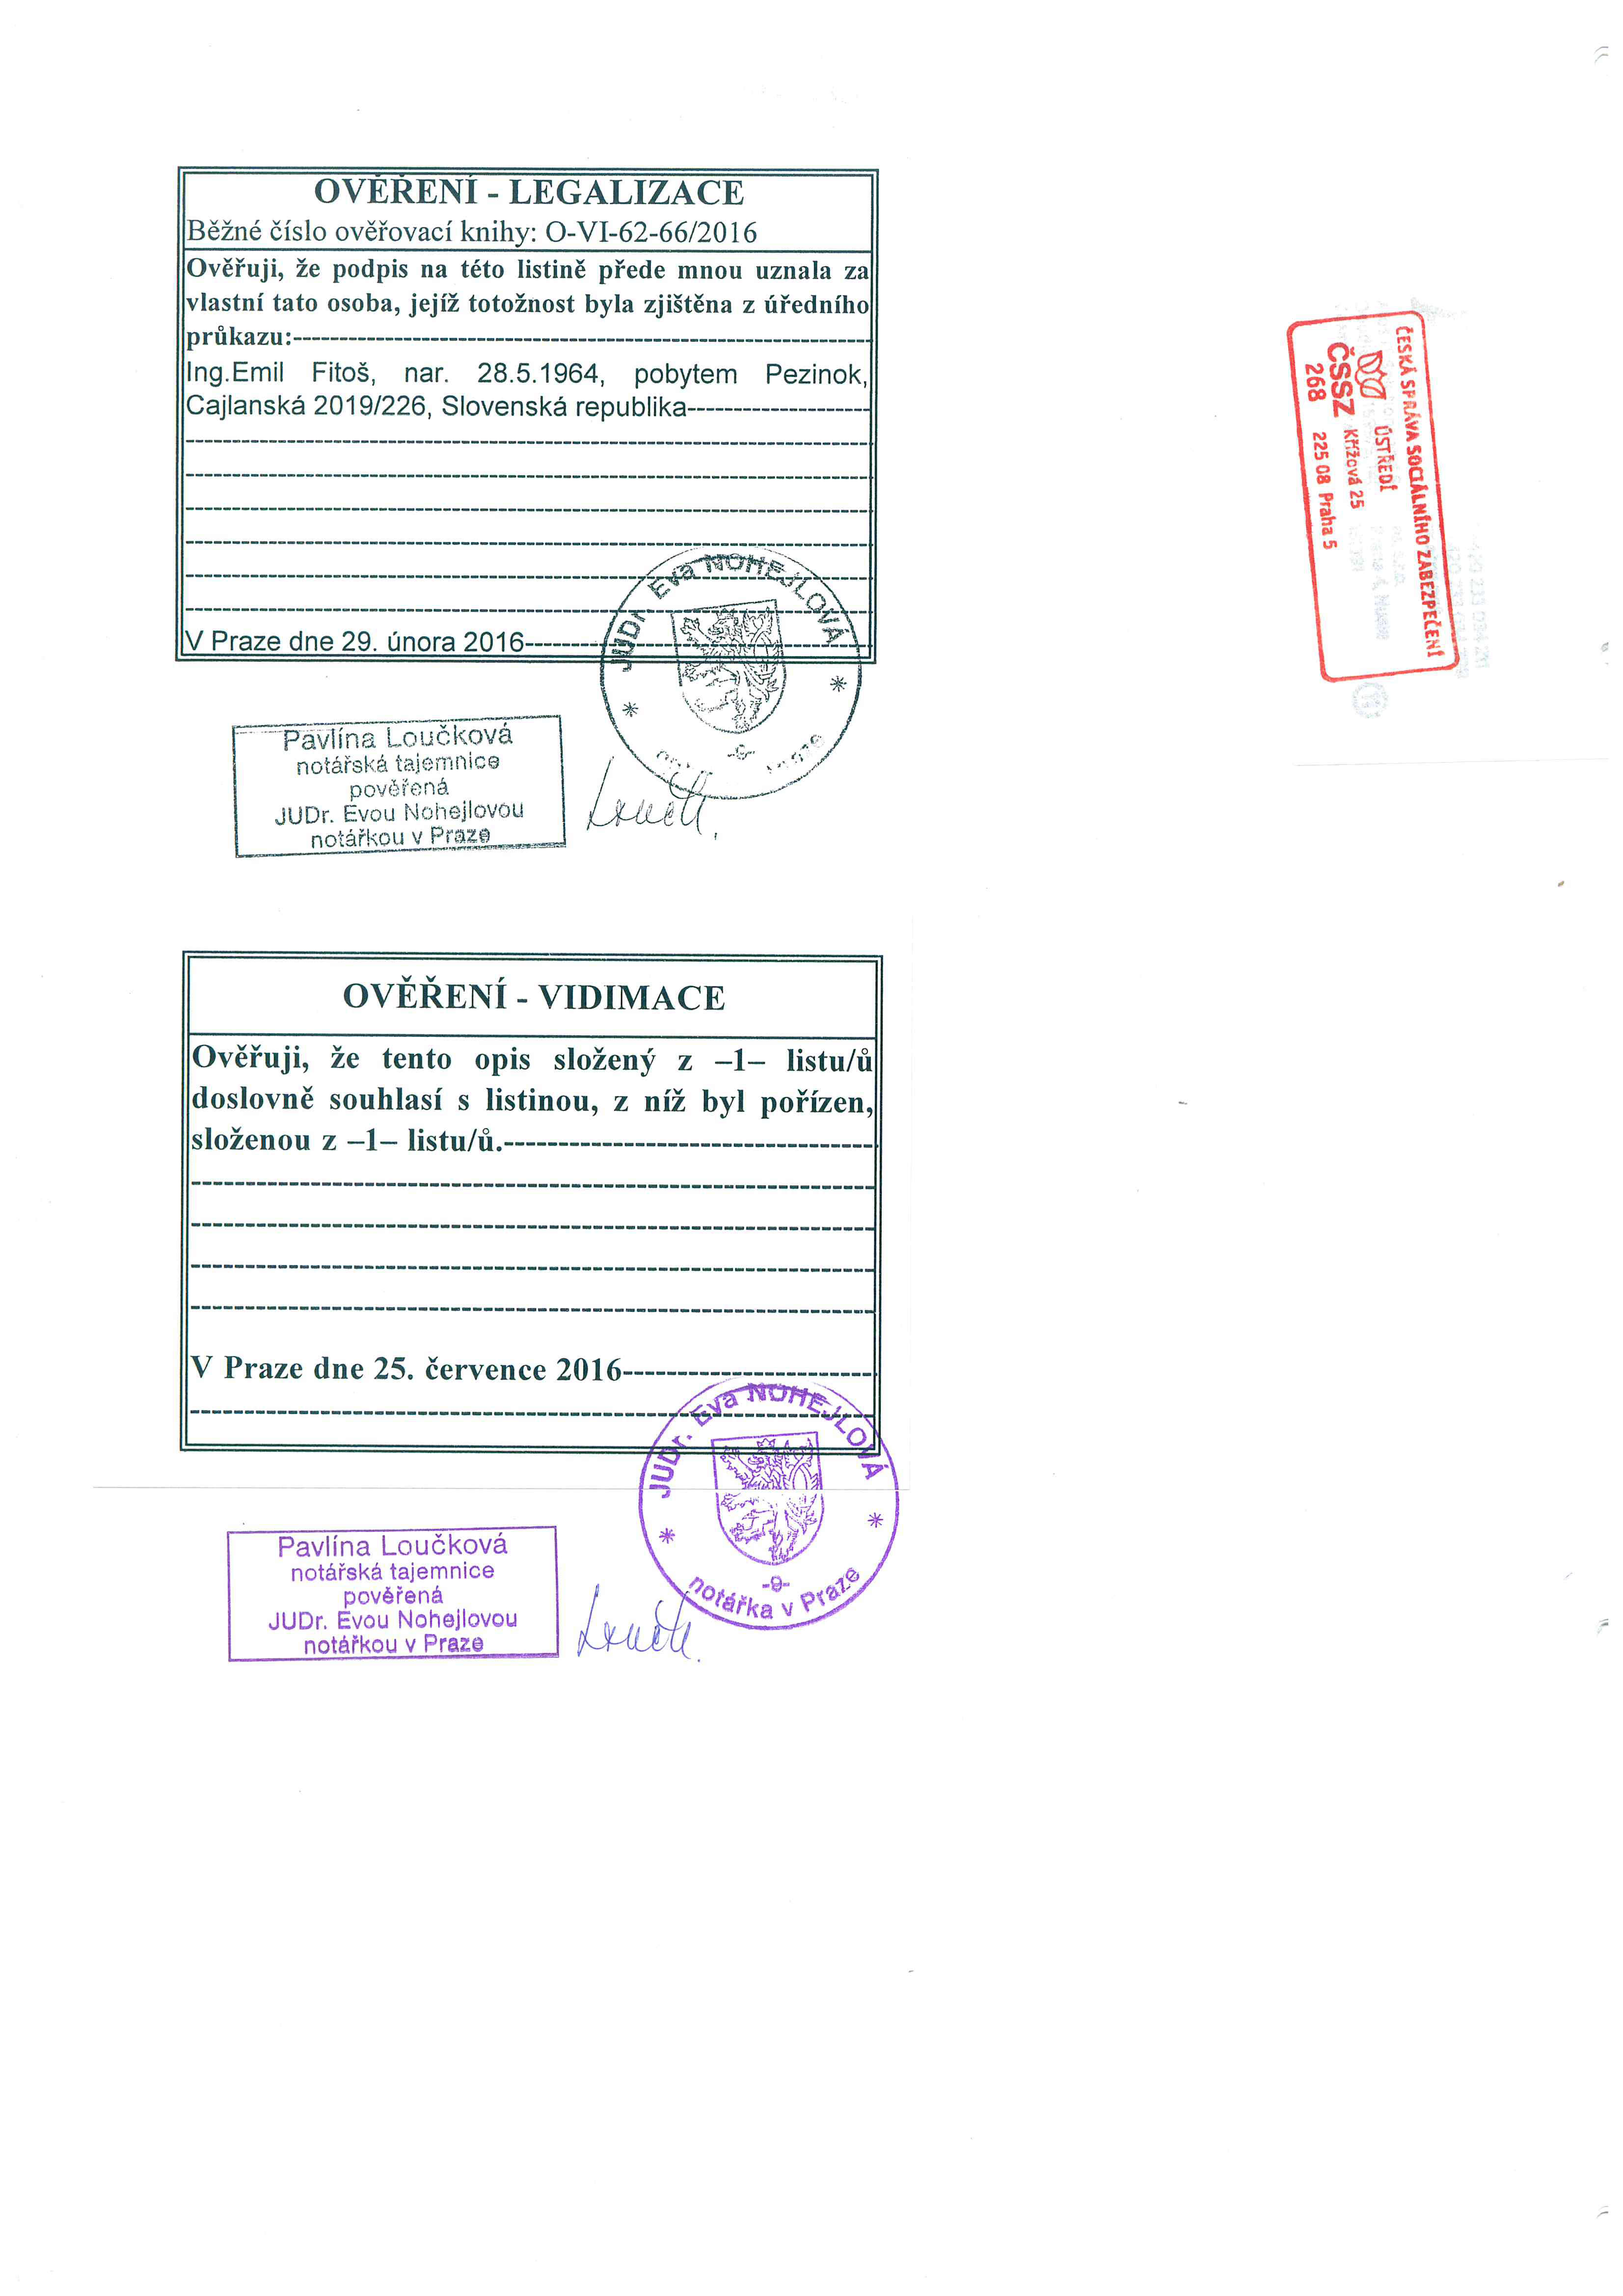 OVĚŘENÍ - LEGALIZACE
Běžné číslo ověřovací knihy: O-VI-62-66/2016
Ověřuji, že podpis na této listině přede mnou uznala za
vlastní tato osoba, jejíž totožnost byla zjištěna z úředního
průkazu:
Ing.Emil Fitoš, nar. 28.5.1964, pobytem Pezinok,
Cajlanská 2019/226, Slovenská republika
V Praze dne 29. února 2016
JUDr. Eva NOHEJLOVÁ
-9-
Pavlína Loučková
notářská tajemnice
pověřená
JUDr. Evou Nohejlovou
notářkou v Praze
ČESKÁ SPRÁVA SOCIÁLNÍHO ZABEZPEČENÍ
ÚSTŘEDÍ
ČSSZ Křížová 25
268 225 08 Praha 5
OVĚŘENÍ - VIDIMACE
Ověřuji, že tento opis složený z –1– listu/ů
doslovně souhlasí s listinou, z níž byl pořízen,
složenou z –1– listu/ů.
V Praze dne 25. července 2016
JUDr. Eva NOHEJLOVÁ
-9-
notářka v Praze
Pavlína Loučková
notářská tajemnice
pověřená
JUDr. Evou Nohejlovou
notářkou v Praze